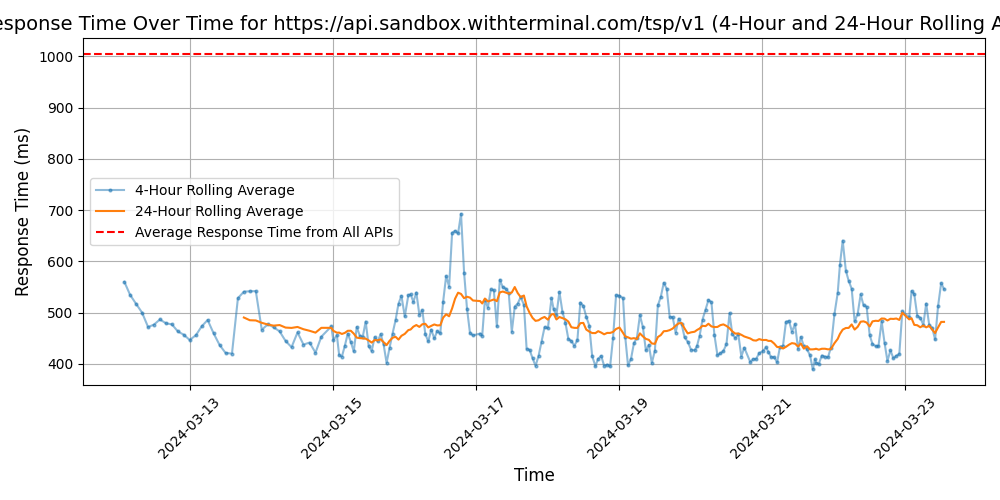 esponse Time Over Time for https://api.sandbox.withterminal.com/tsp/v1 (4-Hour and 24-Hour Rolling A
Response Time (ms)
1000
900
800
700
600
500
400
4-Hour Rolling Average
24-Hour Rolling Average
Average Response Time from All APIs
2024-03-13
2024-03-15
2024-03-17
2024-03-19
2024-03-21
2024-03-23
Time